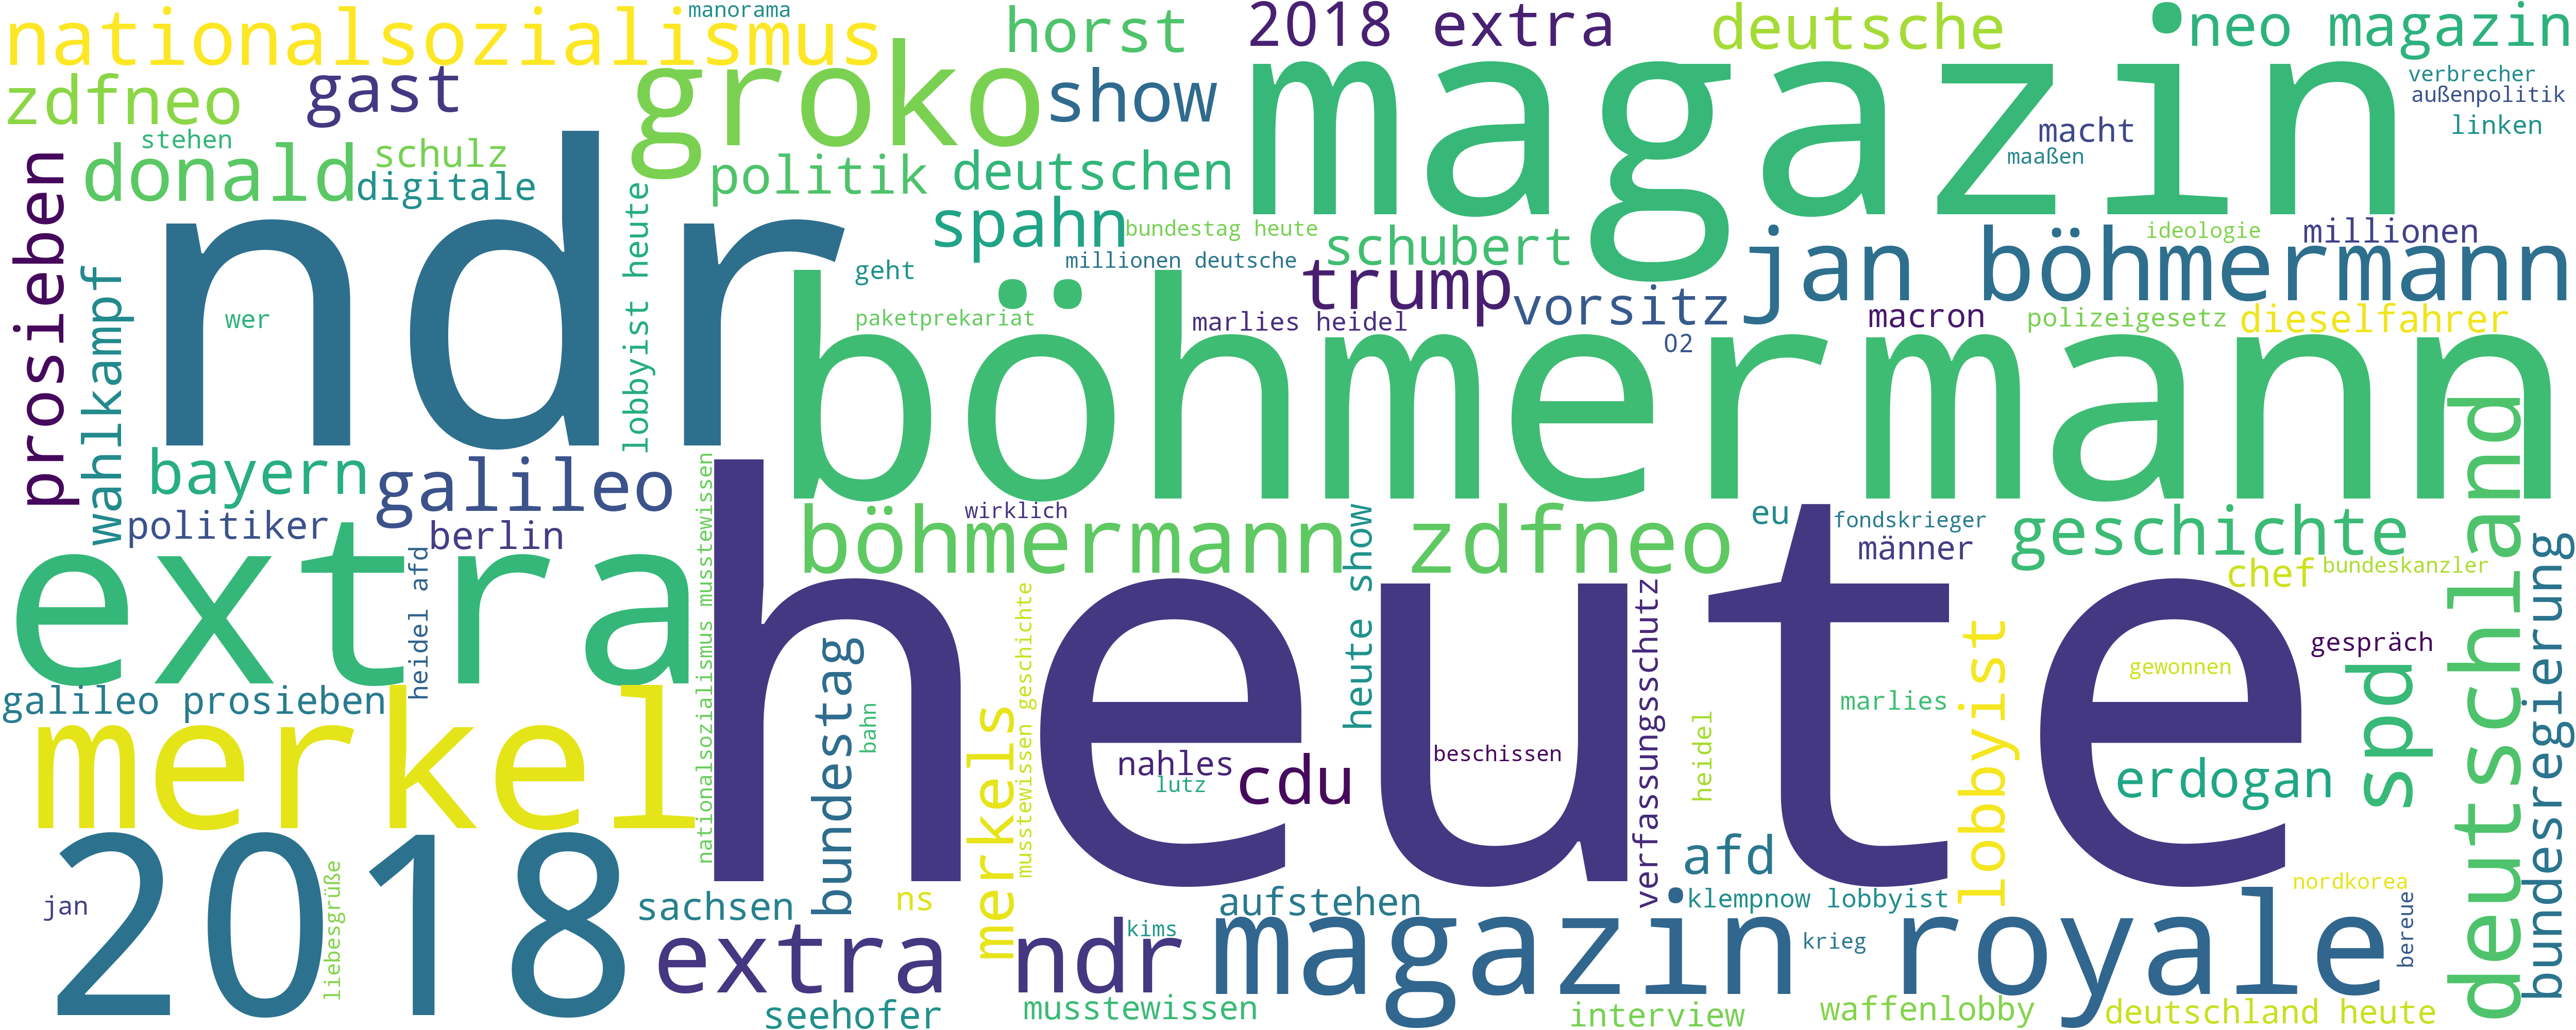 nationalsozialismus
manorama
horst
2018 extra
deutsche
neo magazin
zdfneo
gast
groko
show
magazin
verbrecher
außenpolitik
linken
macht
maaßen
stehen
donald
schulz
digitale
politik
deutschen
prosieben
wahlkampf
ndr
lobbyist heute
spahn
bundestag heute
schubert
jan böhmermann
ideologie
millionen
wer
geht
millionen deutsche
trump
vorsitz
paketprekariat
marlies heidel
02
macron
polizeigesetz
dieselfahrer
böhmermann
bayern
galileo
politiker
berlin
wirklich
böhmermann zdfneo
eu
fondskrieger
männer
geschichte
chef
bundeskanzler
deutschland
bundesregierung
extra
heidel afd
nationalsozialismus musstewissen
heute
heute show
musstewissen geschichte
verfassungsschutz
lobbyist
gespräch
gewonnen
spd
galileo prosieben
merkel
bundestag
bahn
merkels
nahles
lutz
cdu
beschissen
heidel
marlies
erdogan
2018
jan
liebesgrüße
sachsen
ns
aufstehen
afd
klempnow lobbyist
nordkorea
extra ndr
kims
magazin royale
krieg
bereue
seehofer
musstewissen
interview
waffenlobby
deutschland heute